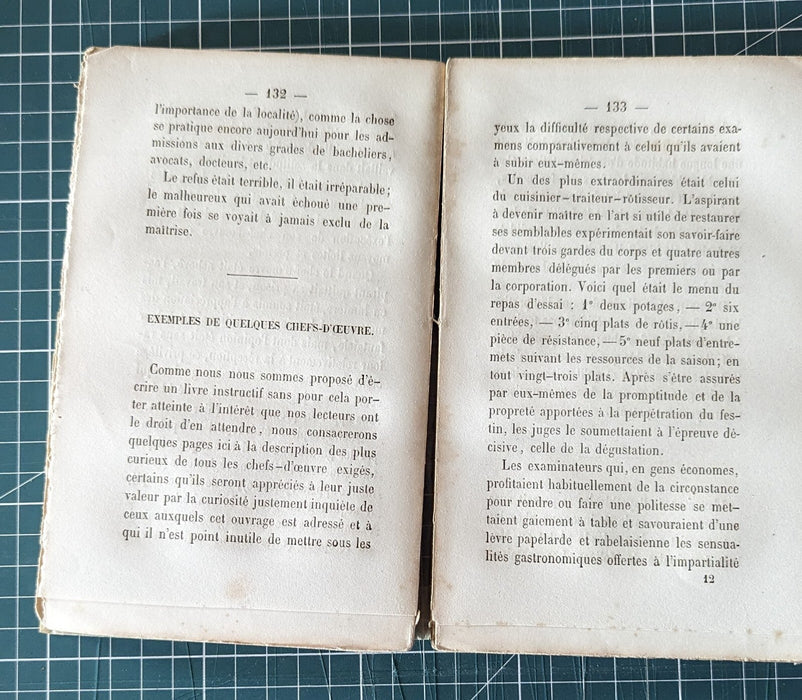 — 132 —
l'importance de la localité), comme la chose
se pratique encore aujourd'hui pour les ad-
missions aux divers grades de bacheliers,
avocats, docteurs, etc.
Le refus était terrible, il était irréparable;
le malheureux qui avait échoué une pre-
mière fois se voyait à jamais exclu de la
maîtrise.
EXEMPLES DE QUELQUES CHEFS-D'ŒUVRE.
Comme nous nous sommes proposé d'é-
crire un livre instructif sans pour cela por-
ter atteinte à l'intérêt que nos lecteurs ont
le droit d'en attendre, nous consacrerons
quelques pages ici à la description des plus
curieux de tous les chefs-d'œuvre exigés,
certains qu'ils seront appréciés à leur juste
valeur par la curiosité justement inquiète de
ceux auxquels cet ouvrage est adressé et à
qui il n'est point inutile de mettre sous les
— 133 —
yeux la difficulté respective de certains exa-
mens comparativement à celui qu'ils avaient
à subir eux-mêmes.
Un des plus extraordinaires était celui
du cuisinier-traiteur-rôtisseur. L'aspirant
à devenir maître en l'art si utile de restaurer
ses semblables expérimentait son savoir-faire
devant trois gardes du corps et quatre autres
membres délégués par les premiers ou par
la corporation. Voici quel était le menu du
repas d'essai : 1° deux potages, — 2° six
entrées, — 3° cinq plats de rôtis, — 4° une
pièce de résistance, — 5° neuf plats d'entre-
mets suivant les ressources de la saison; en
tout vingt-trois plats. Après s'être assurés
par eux-mêmes de la promptitude et de la
propreté apportées à la perpétration du fes-
tin, les juges le soumettaient à l'épreuve dé-
cisive, celle de la dégustation.
Les examinateurs qui, en gens économes,
profitaient habituellement de la circonstance
pour rendre ou faire une politesse se met-
taient gaiement à table et savouraient d'une
lèvre papelarde et rabelaisienne les sensua-
lités gastronomiques offertes à l'impartialité
12